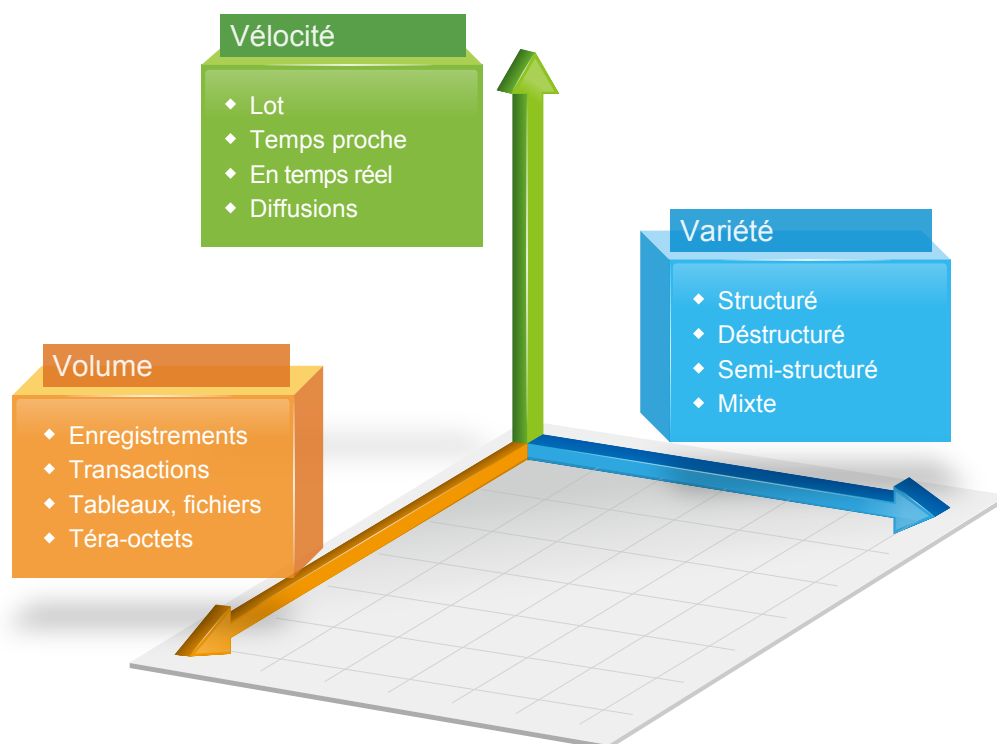 Vélocité
Lot
Temps proche
En temps réel
Diffusions
Variété
Structuré
Déstructuré
Semi-structuré
Mixte
Volume
Enregistrements
Transactions
Tableaux, fichiers
Téra-octets